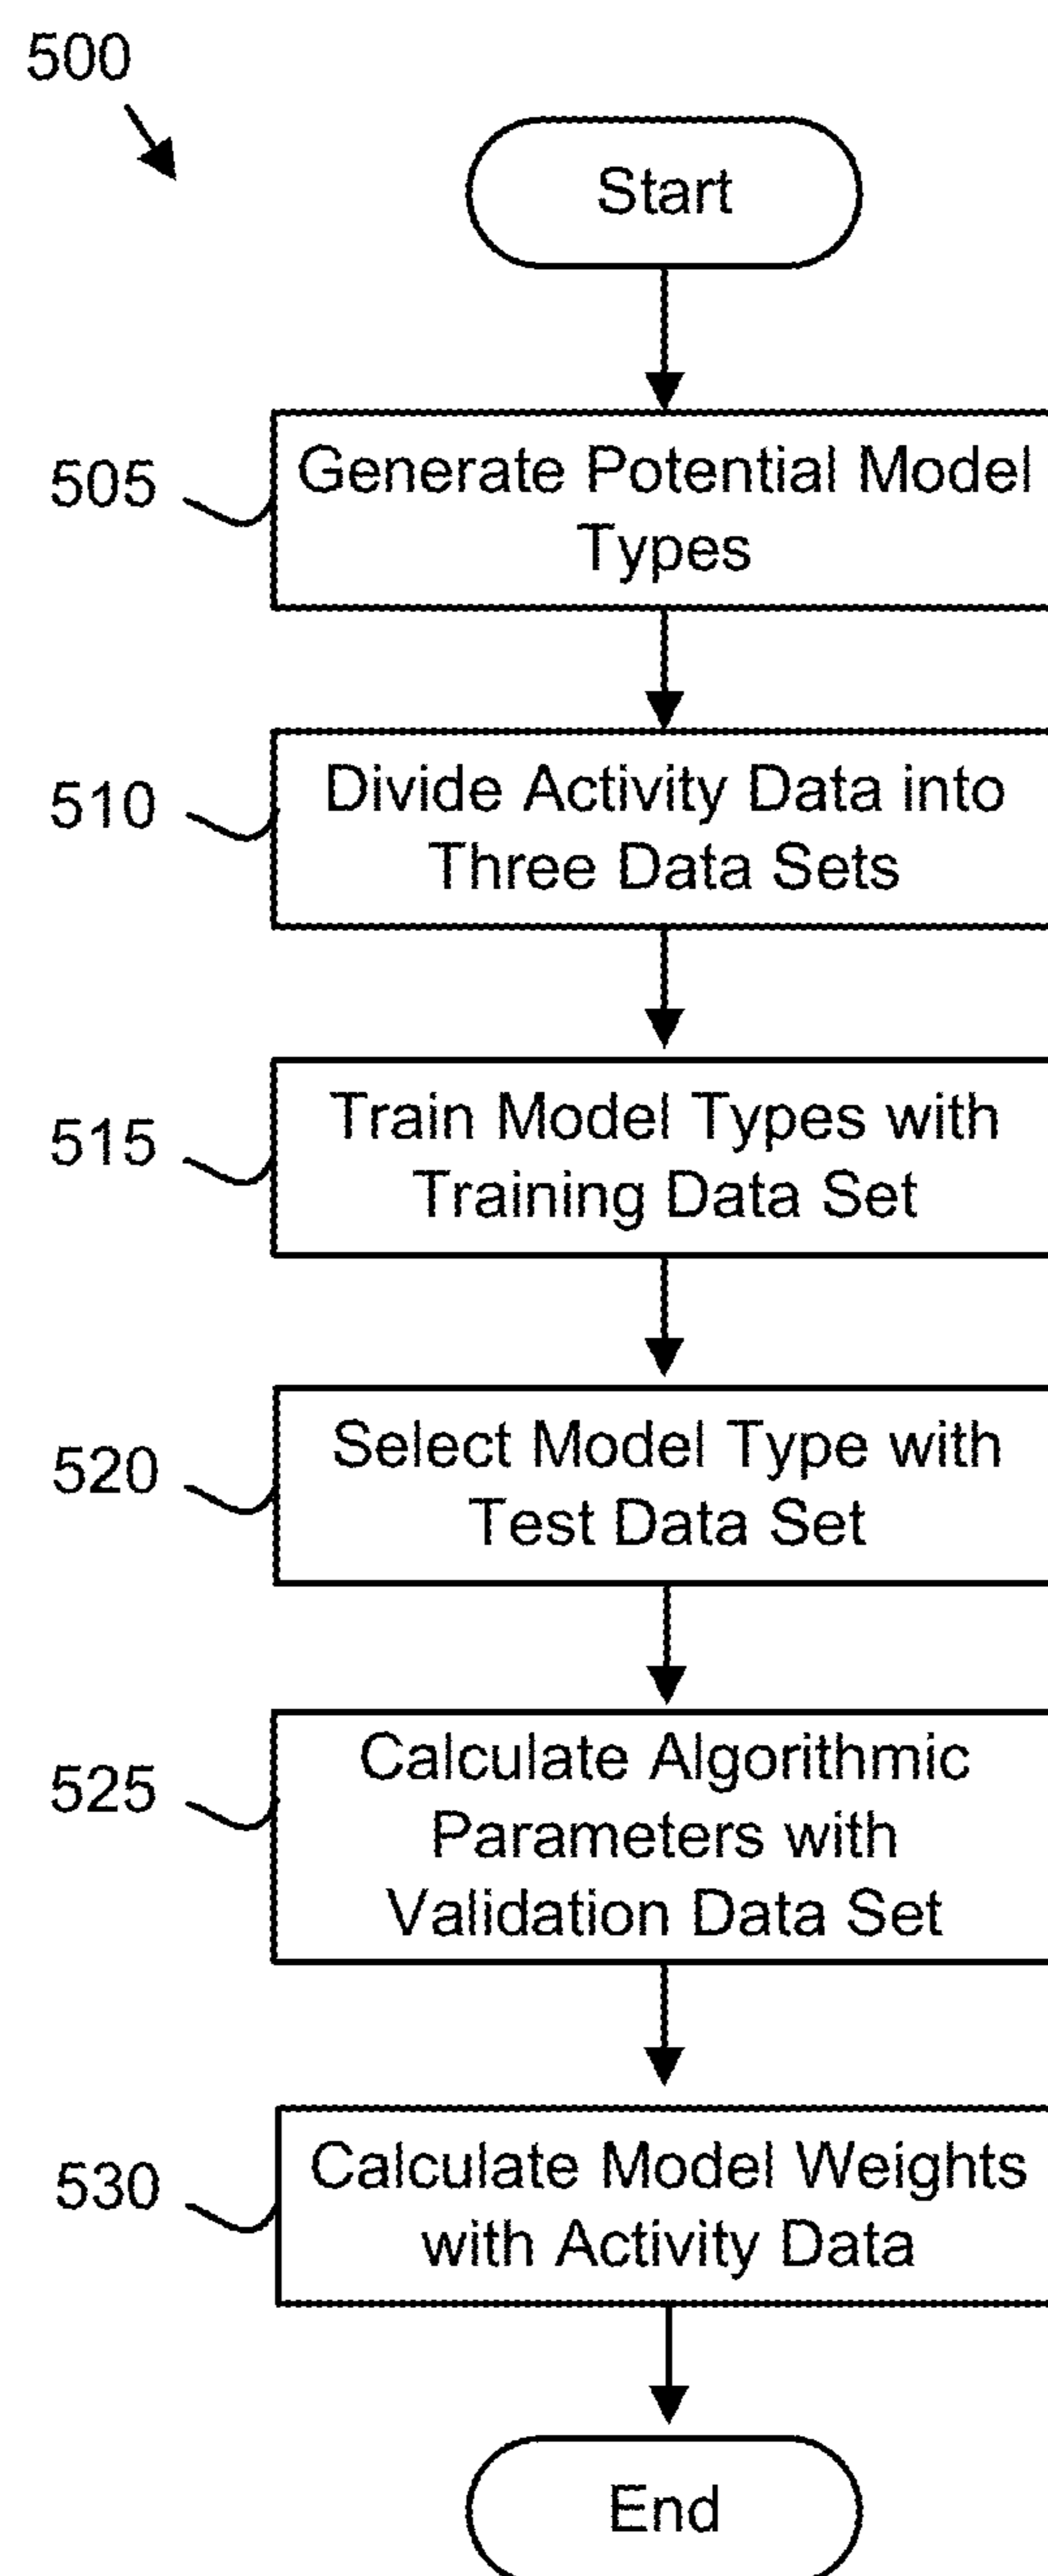 500
Start
505
Generate Potential Model
Types
510
Divide Activity Data into
Three Data Sets
515
Train Model Types with
Training Data Set
520
Select Model Type with
Test Data Set
525
Calculate Algorithmic
Parameters with
Validation Data Set
530
Calculate Model Weights
with Activity Data
End